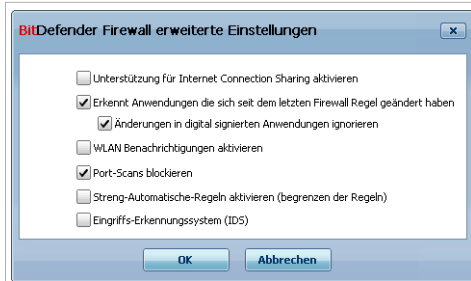 BitDefender Firewall erweiterte Einstellungen
Unterstützung für Internet Connection Sharing aktivieren
Erkennt Anwendungen die sich seit dem letzten Firewall Regel geändert haben
Änderungen in digital signierten Anwendungen ignorieren
WLAN Benachrichtigungen aktivieren
Port-Scans blockieren
Streng-Automatische-Regeln aktivieren (begrenzen der Regeln)
Eingriffs-Erkennungssystem (IDS)
OK Abbrechen